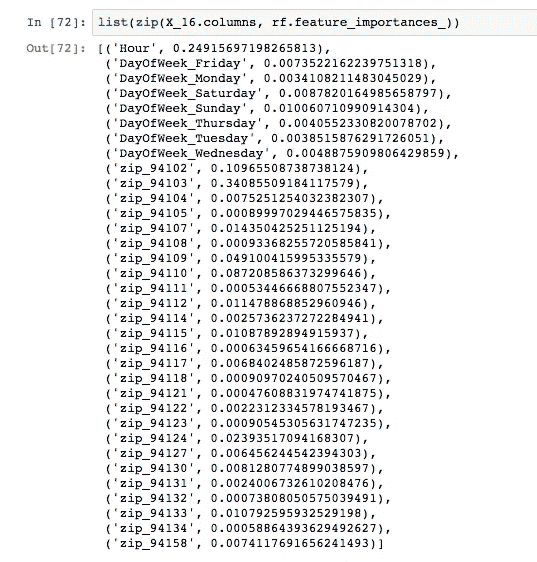 In [72]: list(zip(X_16.columns, rf.feature_importances_))
Out[72]: [('Hour', 0.24915697198265813),
('DayOfWeek_Friday', 0.0073522162239751318),
('DayOfWeek_Monday', 0.0034108211483045029),
('DayOfWeek_Saturday', 0.0087820164985658797),
('DayOfWeek_Sunday', 0.010060710990914304),
('DayOfWeek_Thursday', 0.0040552330820078702),
('DayOfWeek_Tuesday', 0.0038515876291726051),
('DayOfWeek_Wednesday', 0.0048875909806429859),
('zip_94102', 0.10965508738738124),
('zip_94103', 0.34085509184117579),
('zip_94104', 0.0075251254032382307),
('zip_94105', 0.00089997029446575835),
('zip_94107', 0.014350425251125194),
('zip_94108', 0.00093368255720585841),
('zip_94109', 0.049100415995335579),
('zip_94110', 0.087208586373299646),
('zip_94111', 0.00053446668807552347),
('zip_94112', 0.011478868852960946),
('zip_94114', 0.0025736237272284941),
('zip_94115', 0.01087892894915937),
('zip_94116', 0.00063459654166668716),
('zip_94117', 0.0068402485872596187),
('zip_94118', 0.00090970240509570467),
('zip_94121', 0.00047608831974741875),
('zip_94122', 0.0022312334578193467),
('zip_94123', 0.00090545305631747235),
('zip_94124', 0.02393517094168307),
('zip_94127', 0.006456244542394303),
('zip_94130', 0.0081280774899038597),
('zip_94131', 0.0024006732610208476),
('zip_94132', 0.00073808050575039491),
('zip_94133', 0.010792595932529198),
('zip_94134', 0.00058864393629492627),
('zip_94158', 0.0074117691656241493)]